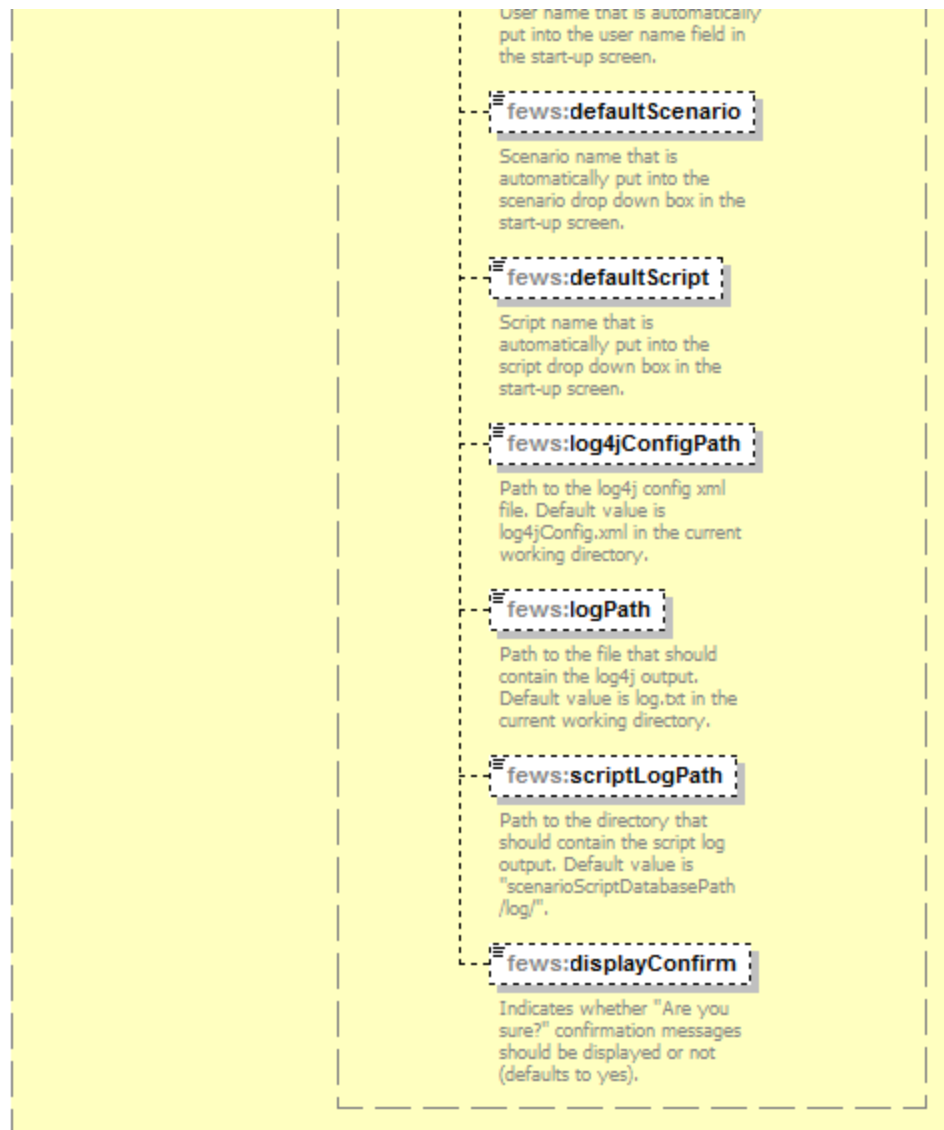 User name that is automatically
put into the user name field in
the start-up screen.
fews:defaultScenario
Scenario name that is
automatically put into the
scenario drop down box in the
start-up screen.
fews:defaultScript
Script name that is
automatically put into the
script drop down box in the
start-up screen.
fews:log4jConfigPath
Path to the log4j config xml
file. Default value is
log4jConfig.xml in the current
working directory.
fews:logPath
Path to the file that should
contain the log4j output.
Default value is log.txt in the
current working directory.
fews:scriptLogPath
Path to the directory that
should contain the script log
output. Default value is
"scenarioScriptDatabasePath
/log/".
fews:displayConfirm
Indicates whether "Are you
sure?" confirmation messages
should be displayed or not
(defaults to yes).